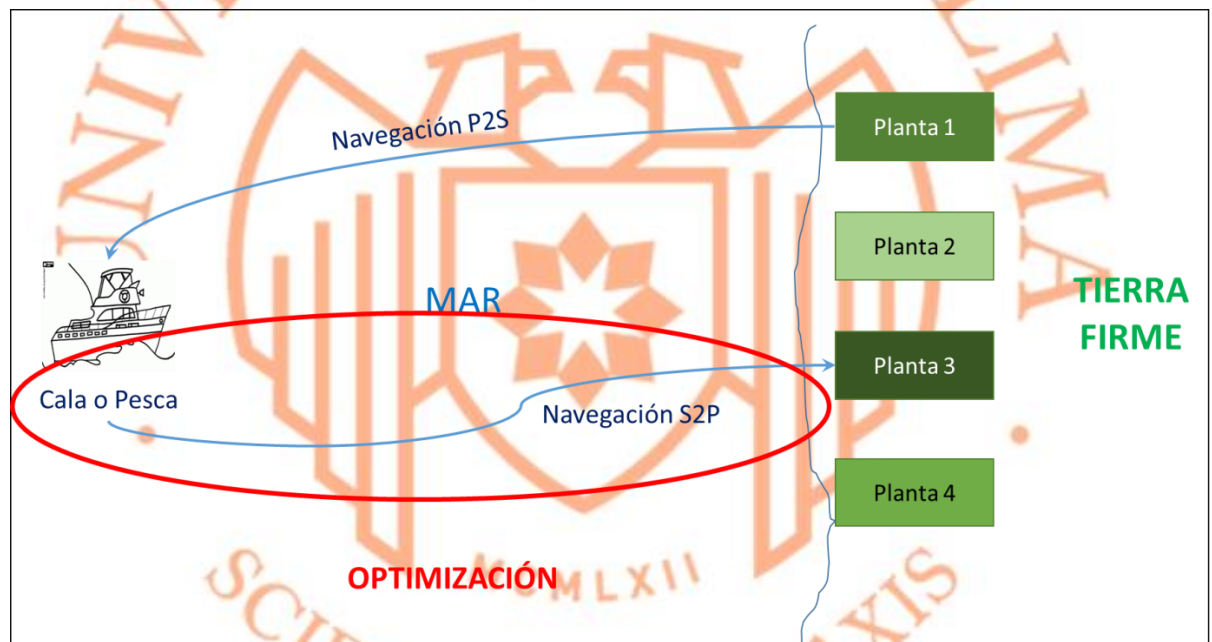 Navegación P2S
Planta 1
Planta 2
MAR
TIERRA
FIRME
Planta 3
Cala o Pesca
Navegación S2P
Planta 4
OPTIMIZACIÓN